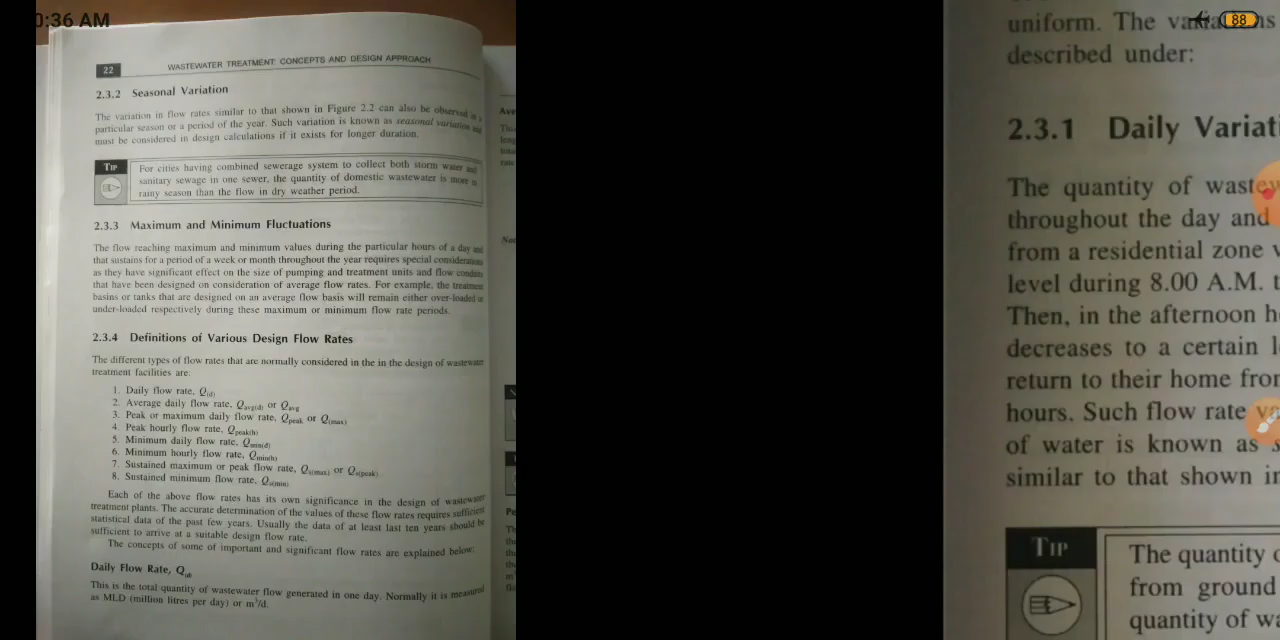 0:36 AM
88
22
WASTEWATER TREATMENT: CONCEPTS AND DESIGN APPROACH
2.3.2 Seasonal Variation
The variation in flow rates similar to that shown in Figure 2.2 can also be observed in a
particular season or a period of the year. Such variation is known as seasonal variation and
must be considered in design calculations if it exists for longer duration.
TIP
For cities having combined sewerage system to collect both storm water and
sanitary sewage in one sewer, the quantity of domestic wastewater is more in
rainy season than the flow in dry weather period.
2.3.3 Maximum and Minimum Fluctuations
The flow reaching maximum and minimum values during the particular hours of a day and
that sustains for a period of a week or month throughout the year requires special considerations
as they have significant effect on the size of pumping and treatment units and flow conduits
that have been designed on consideration of average flow rates. For example, the treatment
basins or tanks that are designed on an average flow basis will remain either over-loaded or
under-loaded respectively during these maximum or minimum flow rate periods.
2.3.4 Definitions of Various Design Flow Rates
The different types of flow rates that are normally considered in the in the design of wastewater
treatment facilities are:
1. Daily flow rate, Q(d)
2. Average daily flow rate, Qavg(d) or Qavg
3. Peak or maximum daily flow rate, Qpeak or Q(max)
4. Peak hourly flow rate, Qpeak(h)
5. Minimum daily flow rate, Qmin(d)
6. Minimum hourly flow rate, Qmin(h)
7. Sustained maximum or peak flow rate, Qs(max) or Qs(peak)
8. Sustained minimum flow rate, Qs(min)
Each of the above flow rates has its own significance in the design of wastewater
treatment plants. The accurate determination of the values of these flow rates requires sufficient
statistical data of the past few years. Usually the data of at least last ten years should be
sufficient to arrive at a suitable design flow rate.
The concepts of some of important and significant flow rates are explained below:
Daily Flow Rate, Q(d)
This is the total quantity of wastewater flow generated in one day. Normally it is measured
as MLD (million litres per day) or m³/d.
uniform. The variations
described under:
2.3.1 Daily Variati
The quantity of wastew
throughout the day and
from a residential zone v
level during 8.00 A.M. t
Then, in the afternoon h
decreases to a certain l
return to their home from
hours. Such flow rate va
of water is known as s
similar to that shown in
TIP
The quantity o
from ground
quantity of wa